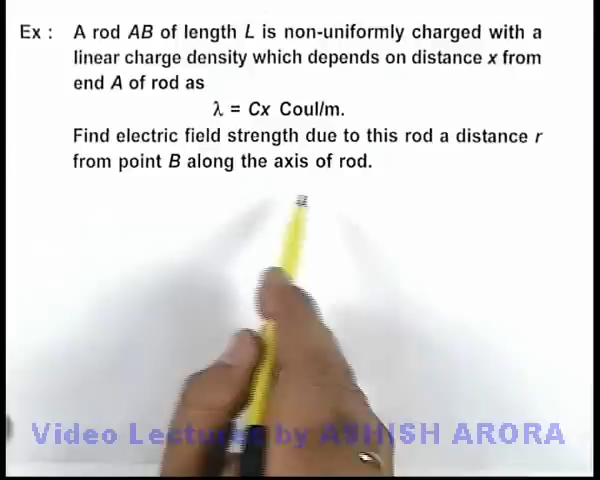 Ex : A rod AB of length L is non-uniformly charged with a
linear charge density which depends on distance x from
end A of rod as
λ = Cx Coul/m.
Find electric field strength due to this rod a distance r
from point B along the axis of rod.
Video Lectures by ASHISH ARORA